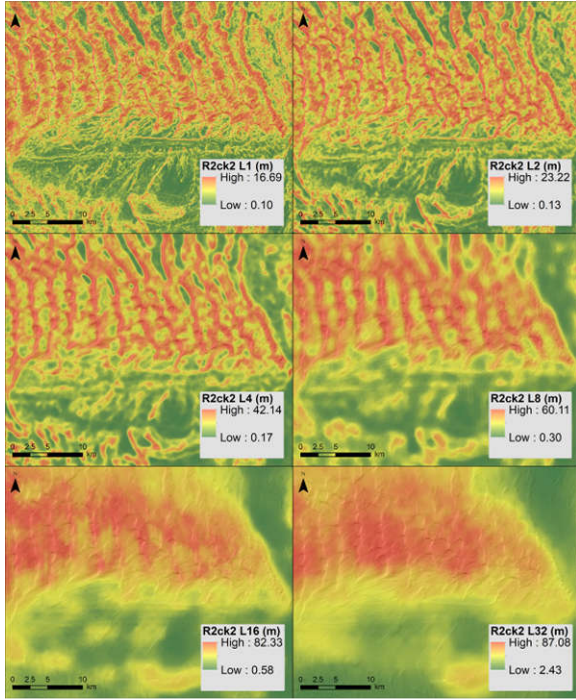 N
R2ck2 L1 (m)
High : 16.69
Low : 0.10
0 2.5 5 10
km
N
R2ck2 L2 (m)
High : 23.22
Low : 0.13
0 2.5 5 10
km
N
R2ck2 L4 (m)
High : 42.14
Low : 0.17
0 2.5 5 10
km
N
R2ck2 L8 (m)
High : 60.11
Low : 0.30
0 2.5 5 10
km
N
R2ck2 L16 (m)
High : 82.33
Low : 0.58
0 2.5 5 10
km
N
R2ck2 L32 (m)
High : 87.08
Low : 2.43
0 2.5 5 10
km